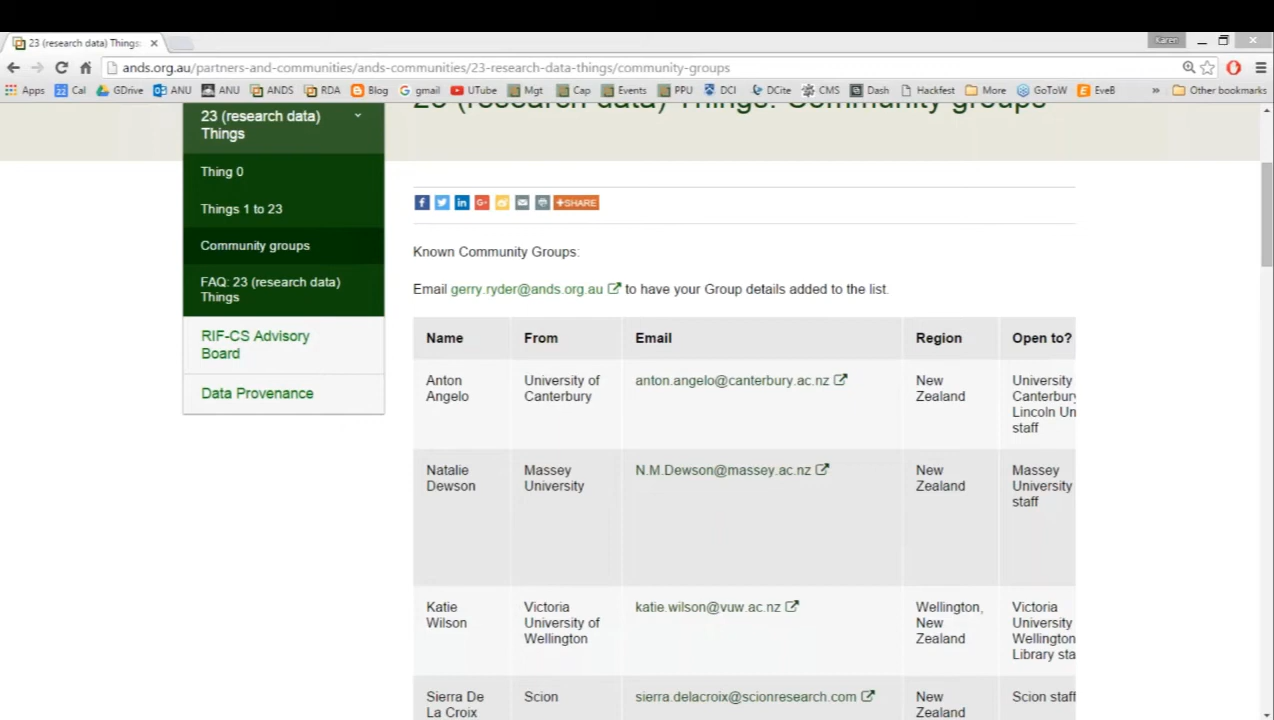 23 (research data) Things:
Karen
ands.org.au/partners-and-communities/ands-communities/23-research-data-things/community-groups
Apps Cal GDrive ANU ANU ANDS RDA Blog gmail UTube Mgt Cap Events PPU DCI DCite CMS Dash Hackfest More GoToW EveB » Other bookmarks
23 (research data) Things: Community groups
23 (research data)
Things
Thing 0
Things 1 to 23
Community groups
FAQ: 23 (research data)
Things
RIF-CS Advisory
Board
Data Provenance
+SHARE
Known Community Groups:
Email gerry.ryder@ands.org.au to have your Group details added to the list.
Name From Email Region Open to?
Anton University of anton.angelo@canterbury.ac.nz New University
Angelo Canterbury Zealand Canterbury
Lincoln Un
staff
Natalie Massey N.M.Dewson@massey.ac.nz New Massey
Dewson University Zealand University
staff
Katie Victoria katie.wilson@vuw.ac.nz Wellington, Victoria
Wilson University of New University
Wellington Zealand Wellington
Library sta
Sierra De Scion sierra.delacroix@scionresearch.com New Scion staff
La Croix Zealand